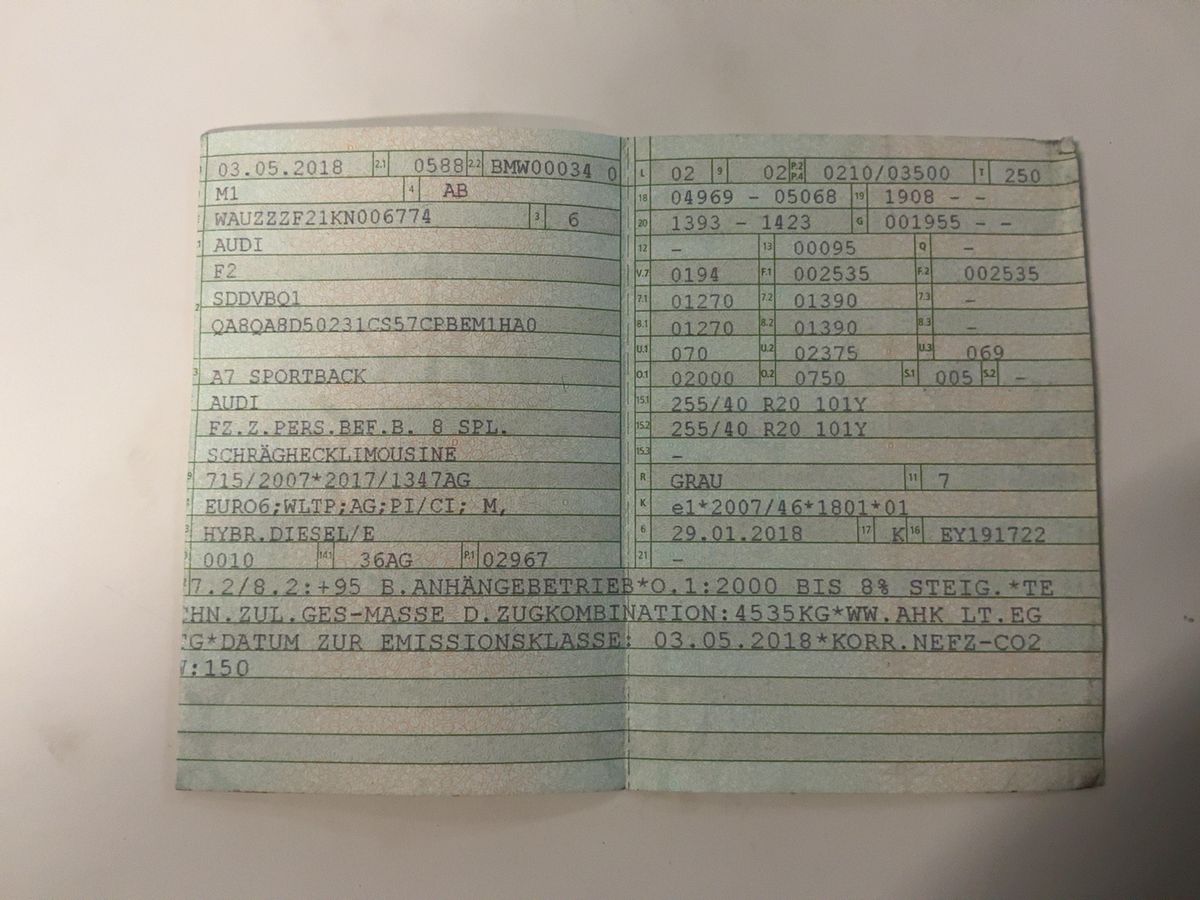 03.05.2018 2.1 0588 2.2 BMW00034 0
M1 4 AB
WAUZZZF21KN006774 3 6
AUDI
F2
SDDVBQ1
QA8QA8D50231CS57CPBEM1HA0
A7 SPORTBACK
AUDI
FZ.Z.PERS.BEF.B. 8 SPL.
SCHRÄGHECKLIMOUSINE
715/2007*2017/1347AG
EURO6;WLTP;AG;PI/CI; M,
HYBR.DIESEL/E
0010 14.1 36AG P.1 02967
L 02 9 02 P.2 P.4 0210/03500 T 250
18 04969 - 05068 19 1908 - -
20 1393 - 1423 G 001955 - -
12 - 13 00095 Q -
V.7 0194 F.1 002535 F.2 002535
7.1 01270 7.2 01390 7.3 -
8.1 01270 8.2 01390 8.3 -
U.1 070 U.2 02375 U.3 069
O.1 02000 O.2 0750 S.1 005 S.2 -
15.1 255/40 R20 101Y
15.2 255/40 R20 101Y
15.3 -
R GRAU 11 7
K e1*2007/46*1801*01
6 29.01.2018 17 K 16 EY191722
21 -
7.2/8.2:+95 B.ANHÄNGEBETRIEB*O.1:2000 BIS 8% STEIG.*TE
CHN.ZUL.GES-MASSE D.ZUGKOMBINATION:4535KG*WW.AHK LT.EG
FG*DATUM ZUR EMISSIONSKLASSE: 03.05.2018*KORR.NEFZ-CO2
W:150